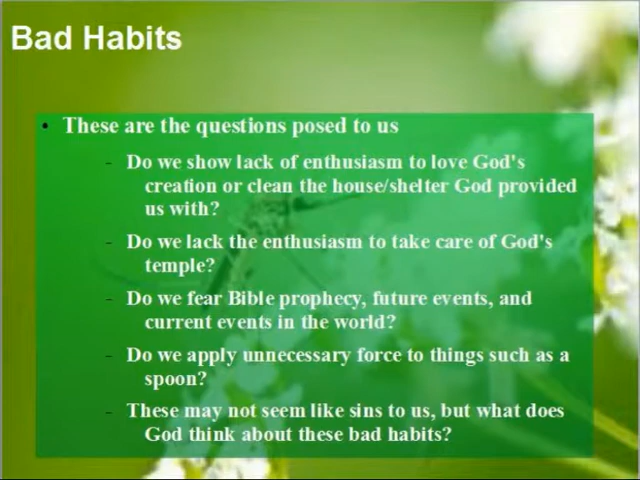 Bad Habits
• These are the questions posed to us
- Do we show lack of enthusiasm to love God's
creation or clean the house/shelter God provided
us with?
- Do we lack the enthusiasm to take care of God's
temple?
- Do we fear Bible prophecy, future events, and
current events in the world?
- Do we apply unnecessary force to things such as a
spoon?
- These may not seem like sins to us, but what does
God think about these bad habits?